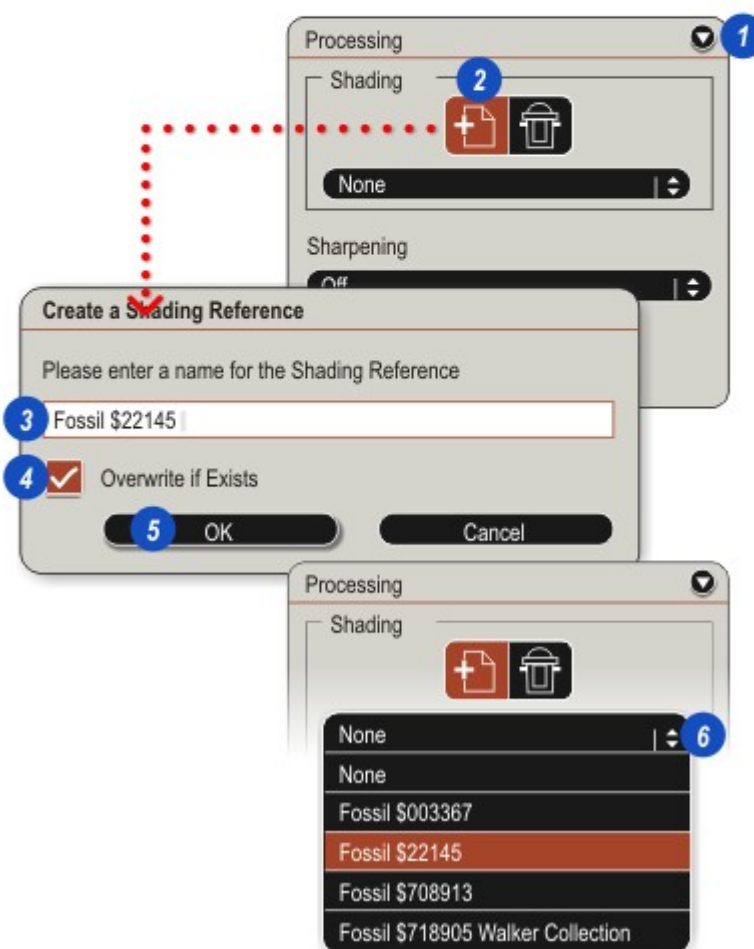 Processing
1
Shading
2
None
Sharpening
Off
Create a Shading Reference
Please enter a name for the Shading Reference
3 Fossil $22145
4 Overwrite if Exists
5 OK Cancel
Processing
Shading
None
6
None
Fossil $003367
Fossil $22145
Fossil $708913
Fossil $718905 Walker Collection